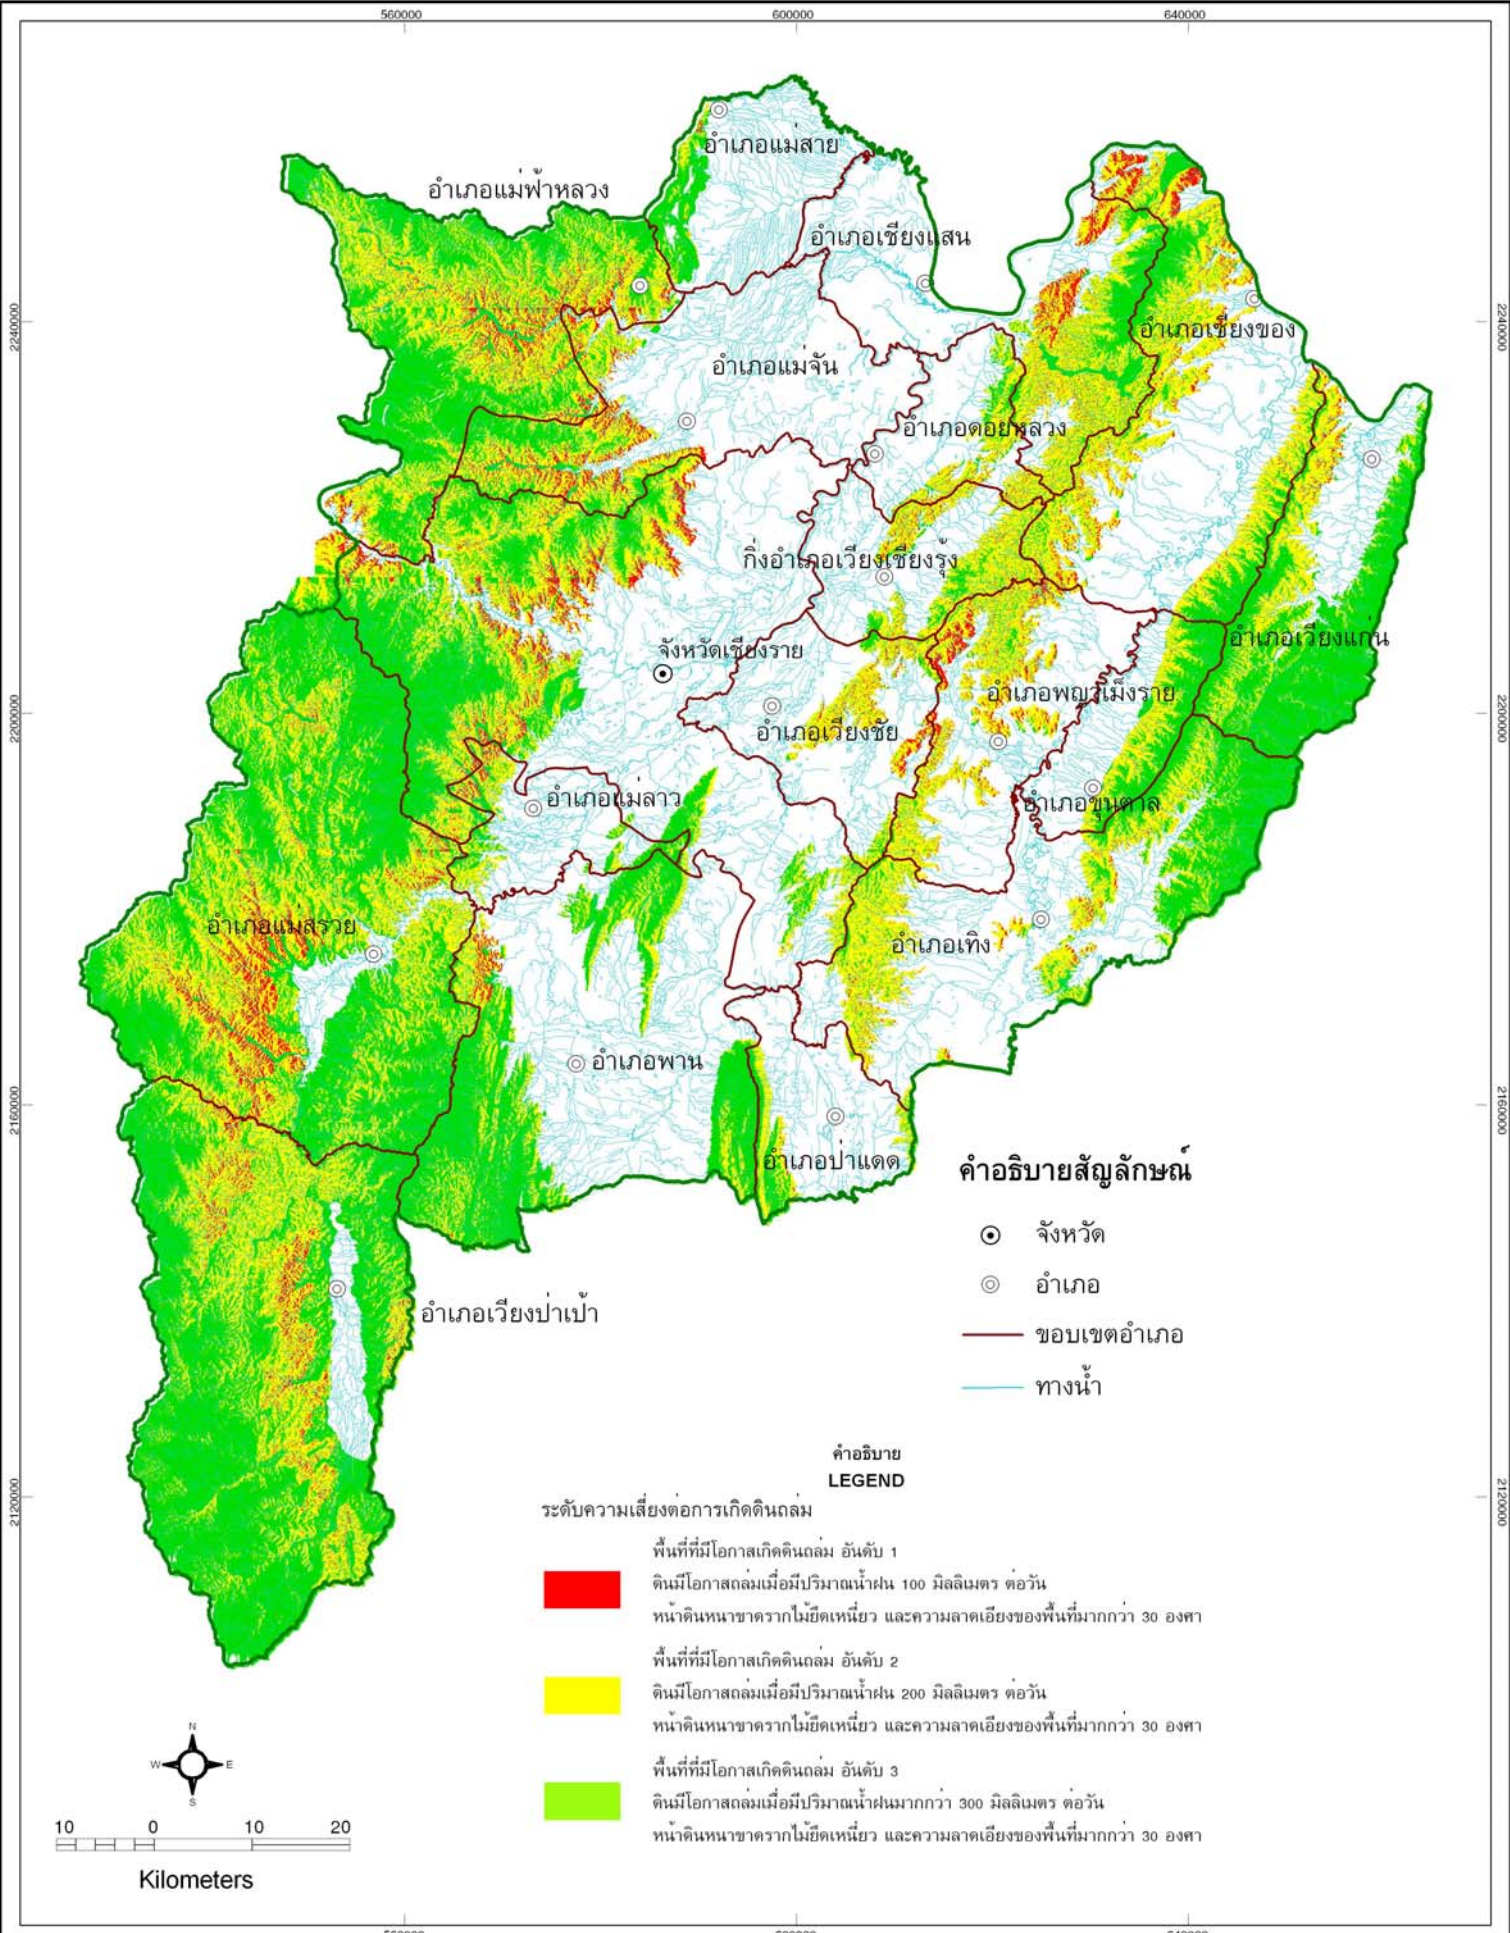 560000
600000
640000
อำเภอแม่สาย
อำเภอแม่ฟ้าหลวง
อำเภอเชียงแสน
2240000
2240000
อำเภอเชียงของ
อำเภอแม่จัน
อำเภอดอยหลวง
กิ่งอำเภอเวียงเชียงรุ้ง
อำเภอเวียงแก่น
จังหวัดเชียงราย
อำเภอพญาเม็งราย
2200000
2200000
อำเภอเวียงชัย
อำเภอแม่ลาว
อำเภอขุนตาล
อำเภอแม่สรวย
อำเภอเทิง
อำเภอพาน
2160000
2160000
อำเภอป่าแดด
คำอธิบายสัญลักษณ์
จังหวัด
อำเภอ
อำเภอเวียงป่าเป้า
ขอบเขตอำเภอ
ทางน้ำ
คำอธิบาย
LEGEND
2120000
2120000
ระดับความเสี่ยงต่อการเกิดดินถล่ม
พื้นที่ที่มีโอกาสเกิดดินถล่ม อันดับ 1
ดินมีโอกาสถล่มเมื่อมีปริมาณน้ำฝน 100 มิลลิเมตร ต่อวัน
หน้าดินหนาขาดรากไม้ยึดเหนี่ยว และความลาดเอียงของพื้นที่มากกว่า 30 องศา
พื้นที่ที่มีโอกาสเกิดดินถล่ม อันดับ 2
ดินมีโอกาสถล่มเมื่อมีปริมาณน้ำฝน 200 มิลลิเมตร ต่อวัน
หน้าดินหนาขาดรากไม้ยึดเหนี่ยว และความลาดเอียงของพื้นที่มากกว่า 30 องศา
พื้นที่ที่มีโอกาสเกิดดินถล่ม อันดับ 3
ดินมีโอกาสถล่มเมื่อมีปริมาณน้ำฝนมากกว่า 300 มิลลิเมตร ต่อวัน
หน้าดินหนาขาดรากไม้ยึดเหนี่ยว และความลาดเอียงของพื้นที่มากกว่า 30 องศา
N
W E
S
10 0 10 20
Kilometers